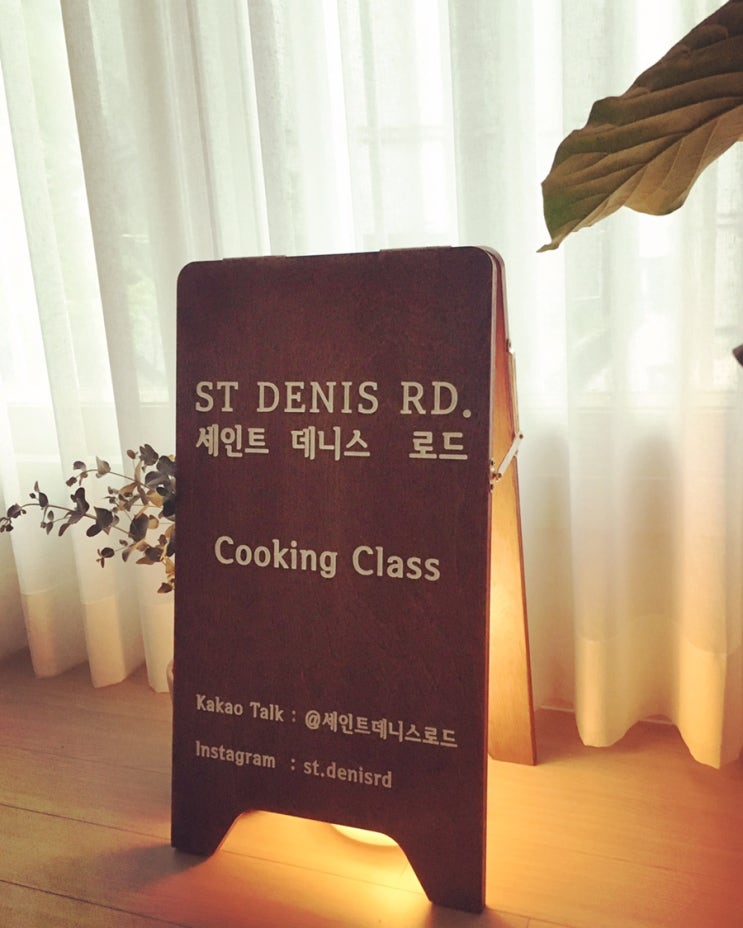 ST DENIS RD.
세인트 데니스 로드
Cooking Class
Kakao Talk : @세인트데니스로드
Instagram : st.denisrd